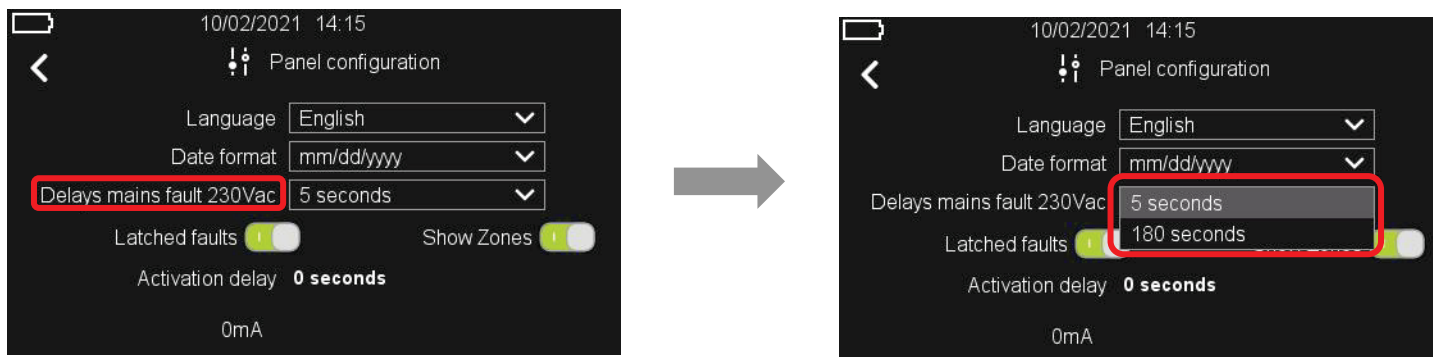 10/02/2021 14:15
Panel configuration
Language English
Date format mm/dd/yyyy
Delays mains fault 230Vac 5 seconds
Latched faults Show Zones
Activation delay 0 seconds
0mA
10/02/2021 14:15
Panel configuration
Language English
Date format mm/dd/yyyy
Delays mains fault 230Vac 5 seconds
180 seconds
Latched faults Show Zones
Activation delay 0 seconds
0mA